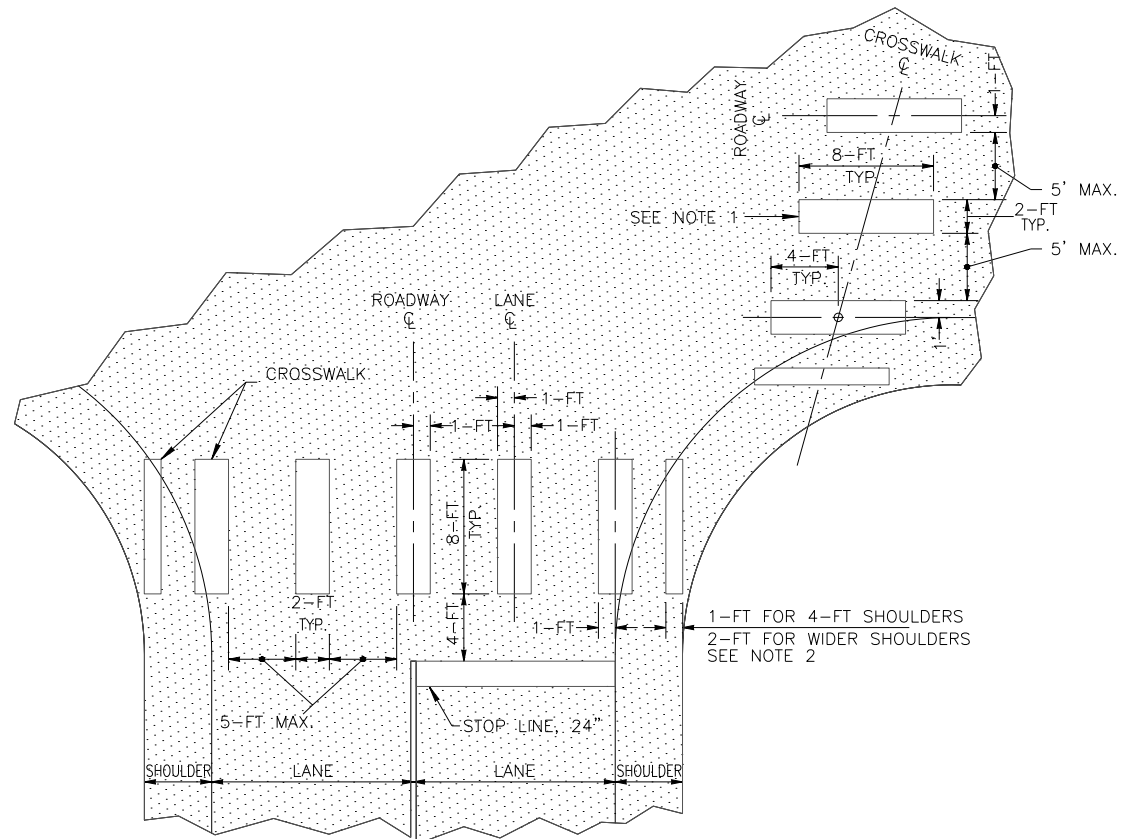 CROSSWALK
℄
1-FT
ROADWAY
℄
8-FT
TYP.
5' MAX.
SEE NOTE 1
2-FT
TYP.
4-FT
TYP.
5' MAX.
ROADWAY
℄
LANE
℄
1'
CROSSWALK
1-FT
1-FT
1-FT
8-FT
TYP.
2-FT
TYP.
4-FT
1-FT
1-FT FOR 4-FT SHOULDERS
2-FT FOR WIDER SHOULDERS
SEE NOTE 2
5-FT MAX.
STOP LINE, 24"
SHOULDER
LANE
LANE
SHOULDER